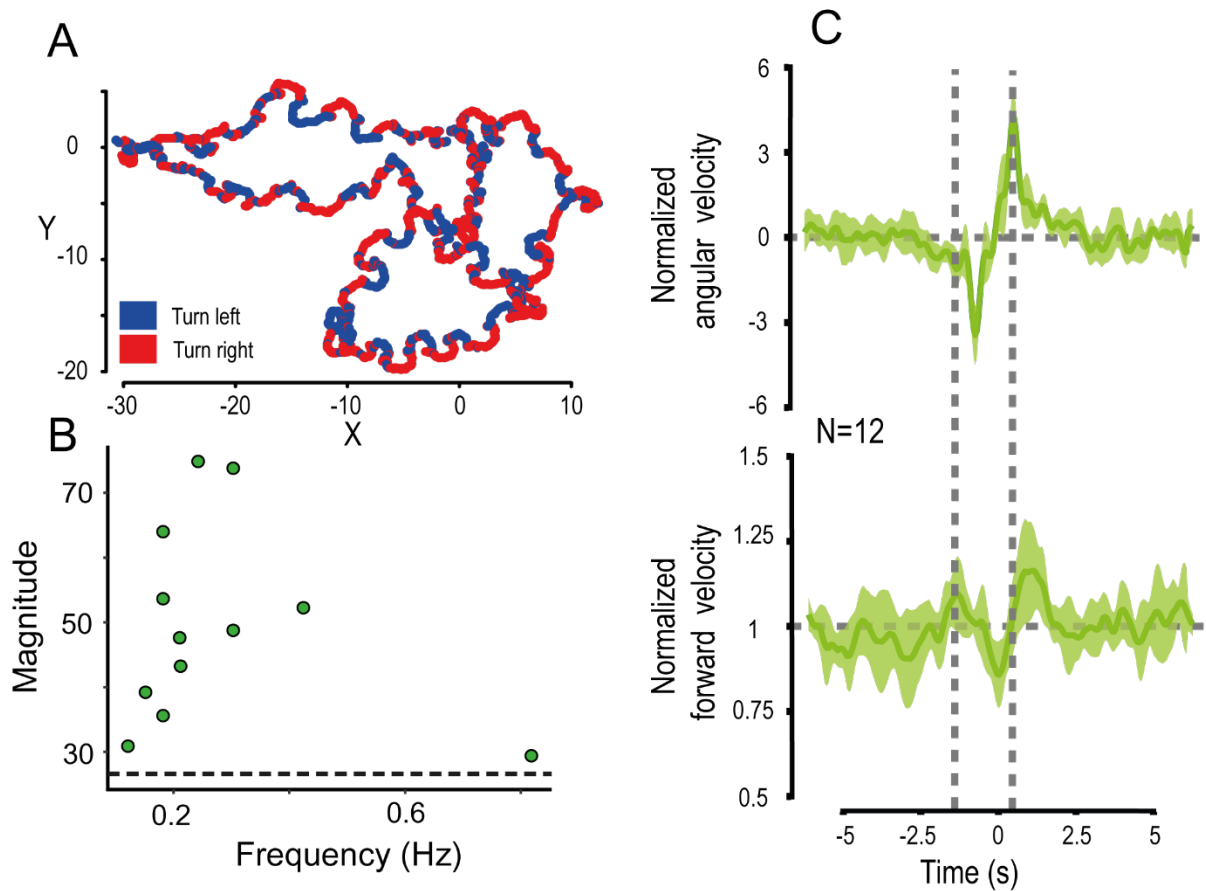 A
0
Y
-10
-20
Turn left
Turn right
-30
-20
-10
0
10
X
B
70
50
30
Magnitude
0.2
0.6
Frequency (Hz)
C
6
3
0
-3
-6
Normalized
angular velocity
N=12
1.5
1.25
1
0.75
0.5
Normalized
forward velocity
-5
-2.5
0
2.5
5
Time (s)